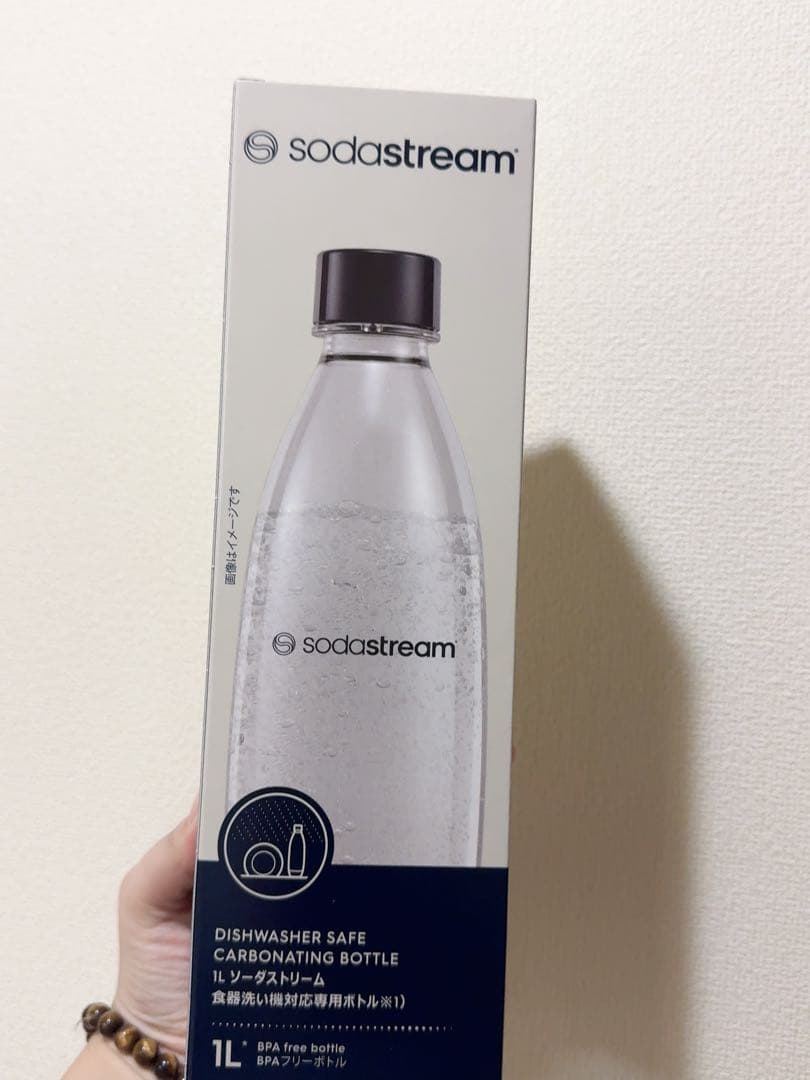 sodastream
画像はイメージです
sodastream
DISHWASHER SAFE
CARBONATING BOTTLE
1L ソーダストリーム
食器洗い機対応専用ボトル※1)
1L*
BPA free bottle
BPAフリーボトル